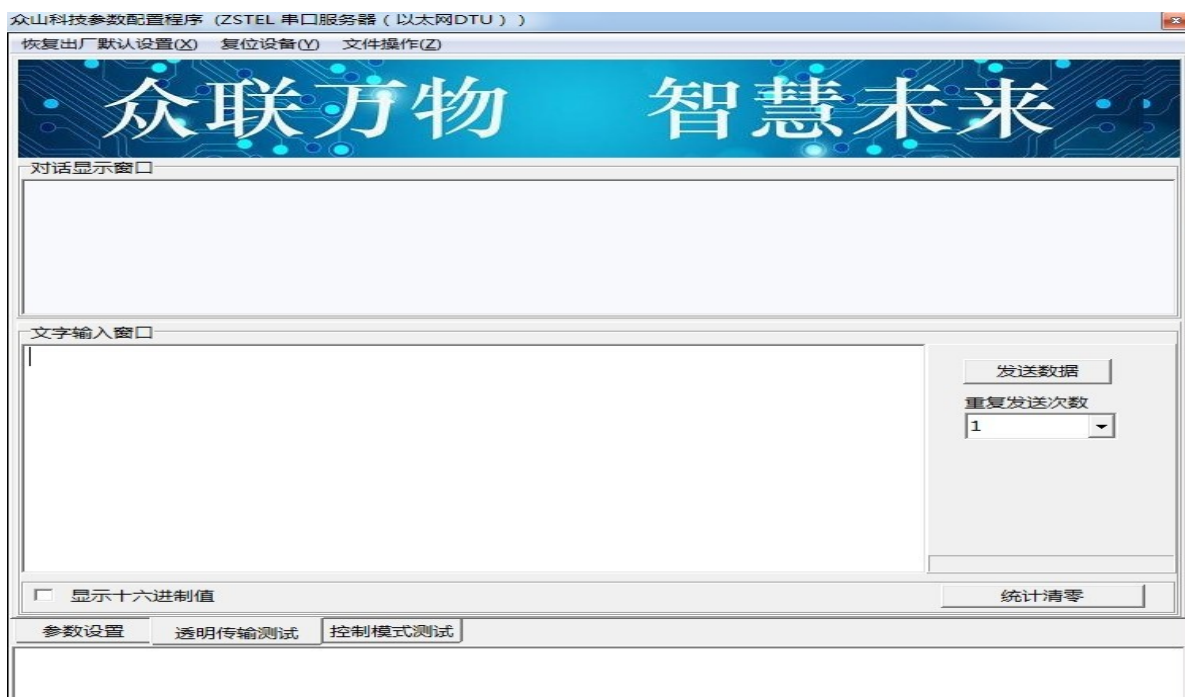 众山科技参数配置程序 (ZSTEL 串口服务器（以太网DTU）)
恢复出厂默认设置(X) 复位设备(Y) 文件操作(Z)
众联万物 智慧未来
对话显示窗口
文字输入窗口
发送数据
重复发送次数
1
显示十六进制值
统计清零
参数设置 透明传输测试 控制模式测试